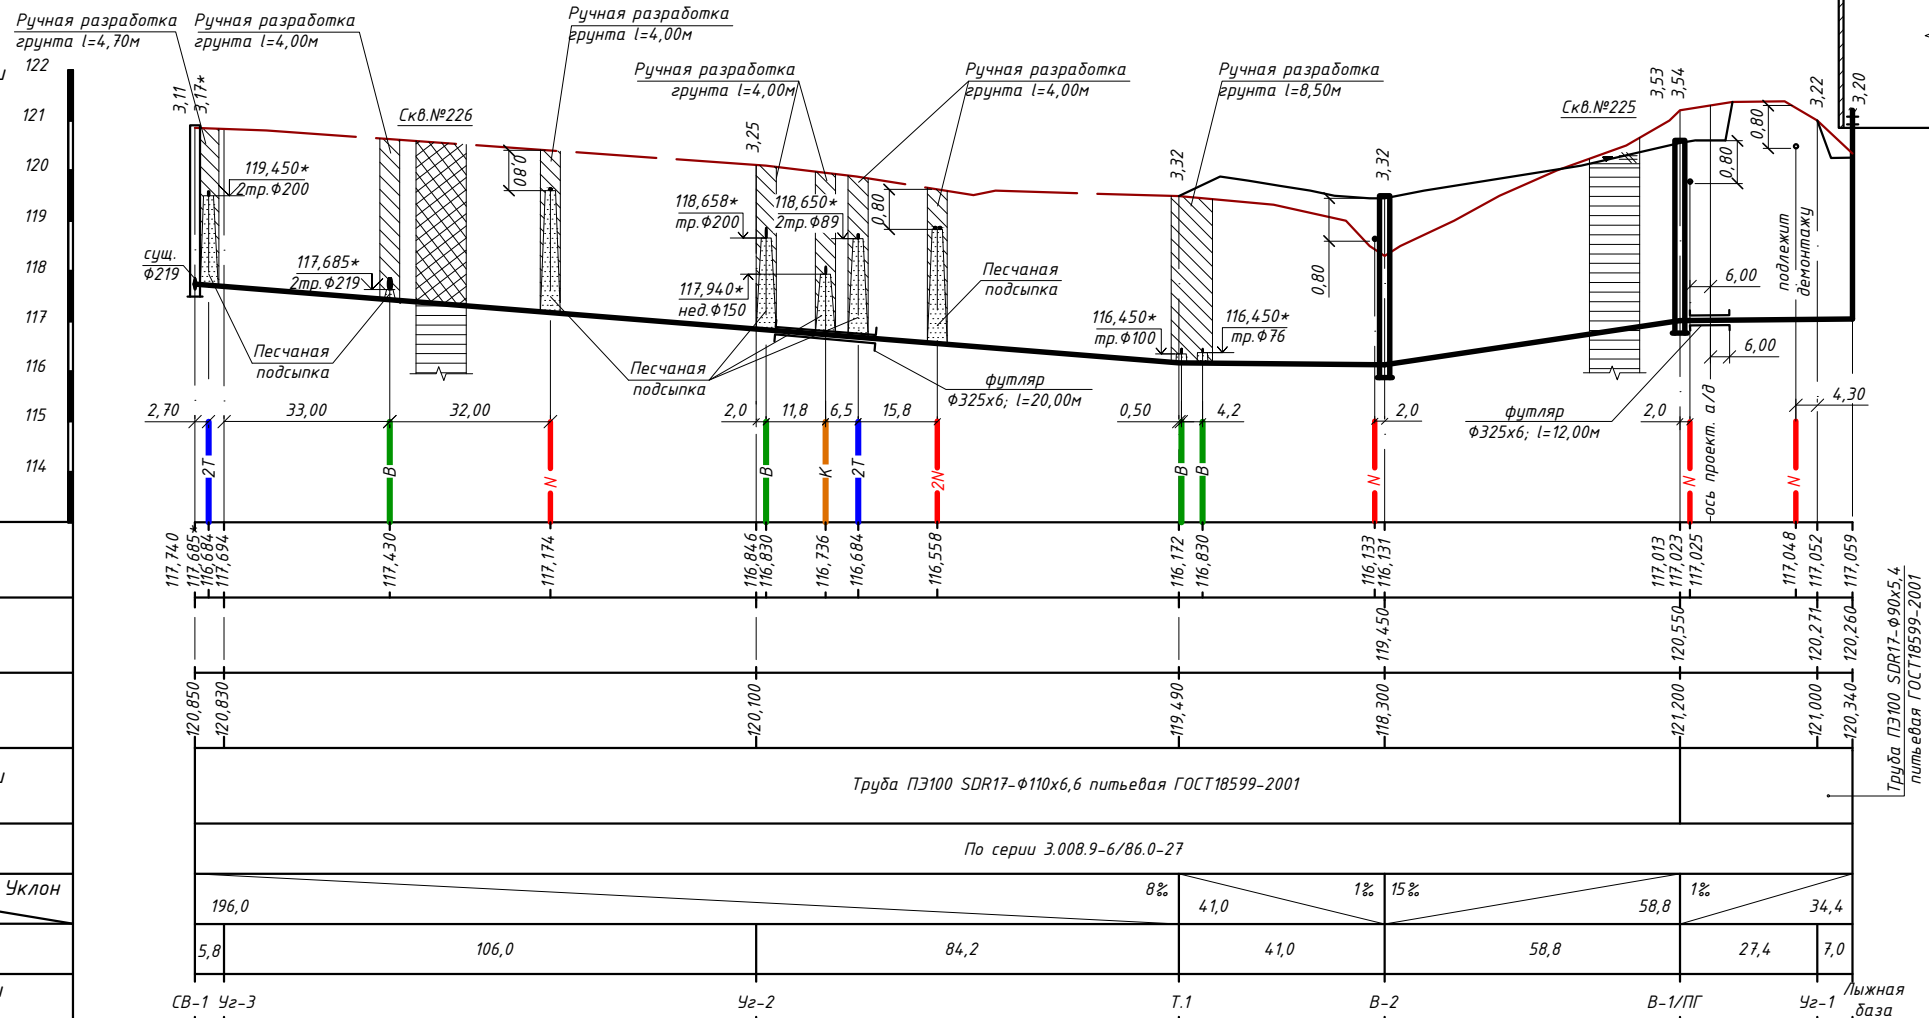 Ручная разработка
грунта l=4,70м
Ручная разработка
грунта l=4,00м
Ручная разработка
грунта l=4,00м
Ручная разработка
грунта l=4,00м
Ручная разработка
грунта l=4,00м
Ручная разработка
грунта l=8,50м
122
121
120
119
118
117
116
115
114
3,11
3,17*
3,25
3,32
3,32
3,53
3,54
3,22
3,20
Скв.№226
Скв.№225
119,450*
2тр.Ф200
0,80
118,658*
тр.Ф200
118,650*
2тр.Ф89
0,80
0,80
0,80
0,80
сущ.
Ф219
117,685*
2тр.Ф219
117,940*
нед.Ф150
Песчаная
подсыпка
116,450*
тр.Ф100
116,450*
тр.Ф76
6,00
подлежит
демонтажу
Песчаная
подсыпка
Песчаная
подсыпка
футляр
Ф325х6; l=20,00м
футляр
Ф325х6; l=12,00м
6,00
ось проект. а/д
2,70
33,00
32,00
2,0
11,8
6,5
15,8
0,50
4,2
2,0
2,0
4,30
2Т
В
N
В
К
2Т
2N
В
В
N
N
N
117,740
117,685*
116,684
117,694
117,430
117,174
116,846
116,830
116,736
116,684
116,558
116,172
116,830
116,133
116,131
117,013
117,023
117,025
117,048
117,052
117,059
119,450
120,550
120,271
120,260
120,850
120,830
120,100
119,490
118,300
121,200
121,000
120,340
Труба ПЭ100 SDR17-Ф90х5,4
питьевая ГОСТ18599-2001
Труба ПЭ100 SDR17-Ф110х6,6 питьевая ГОСТ18599-2001
По серии 3.008.9-6/86.0-27
Уклон
196,0
8‰
41,0
1‰
15‰
58,8
1‰
34,4
5,8
106,0
84,2
41,0
58,8
27,4
7,0
СВ-1
Уг-3
Уг-2
Т.1
В-2
В-1/ПГ
Уг-1
Лыжная
база